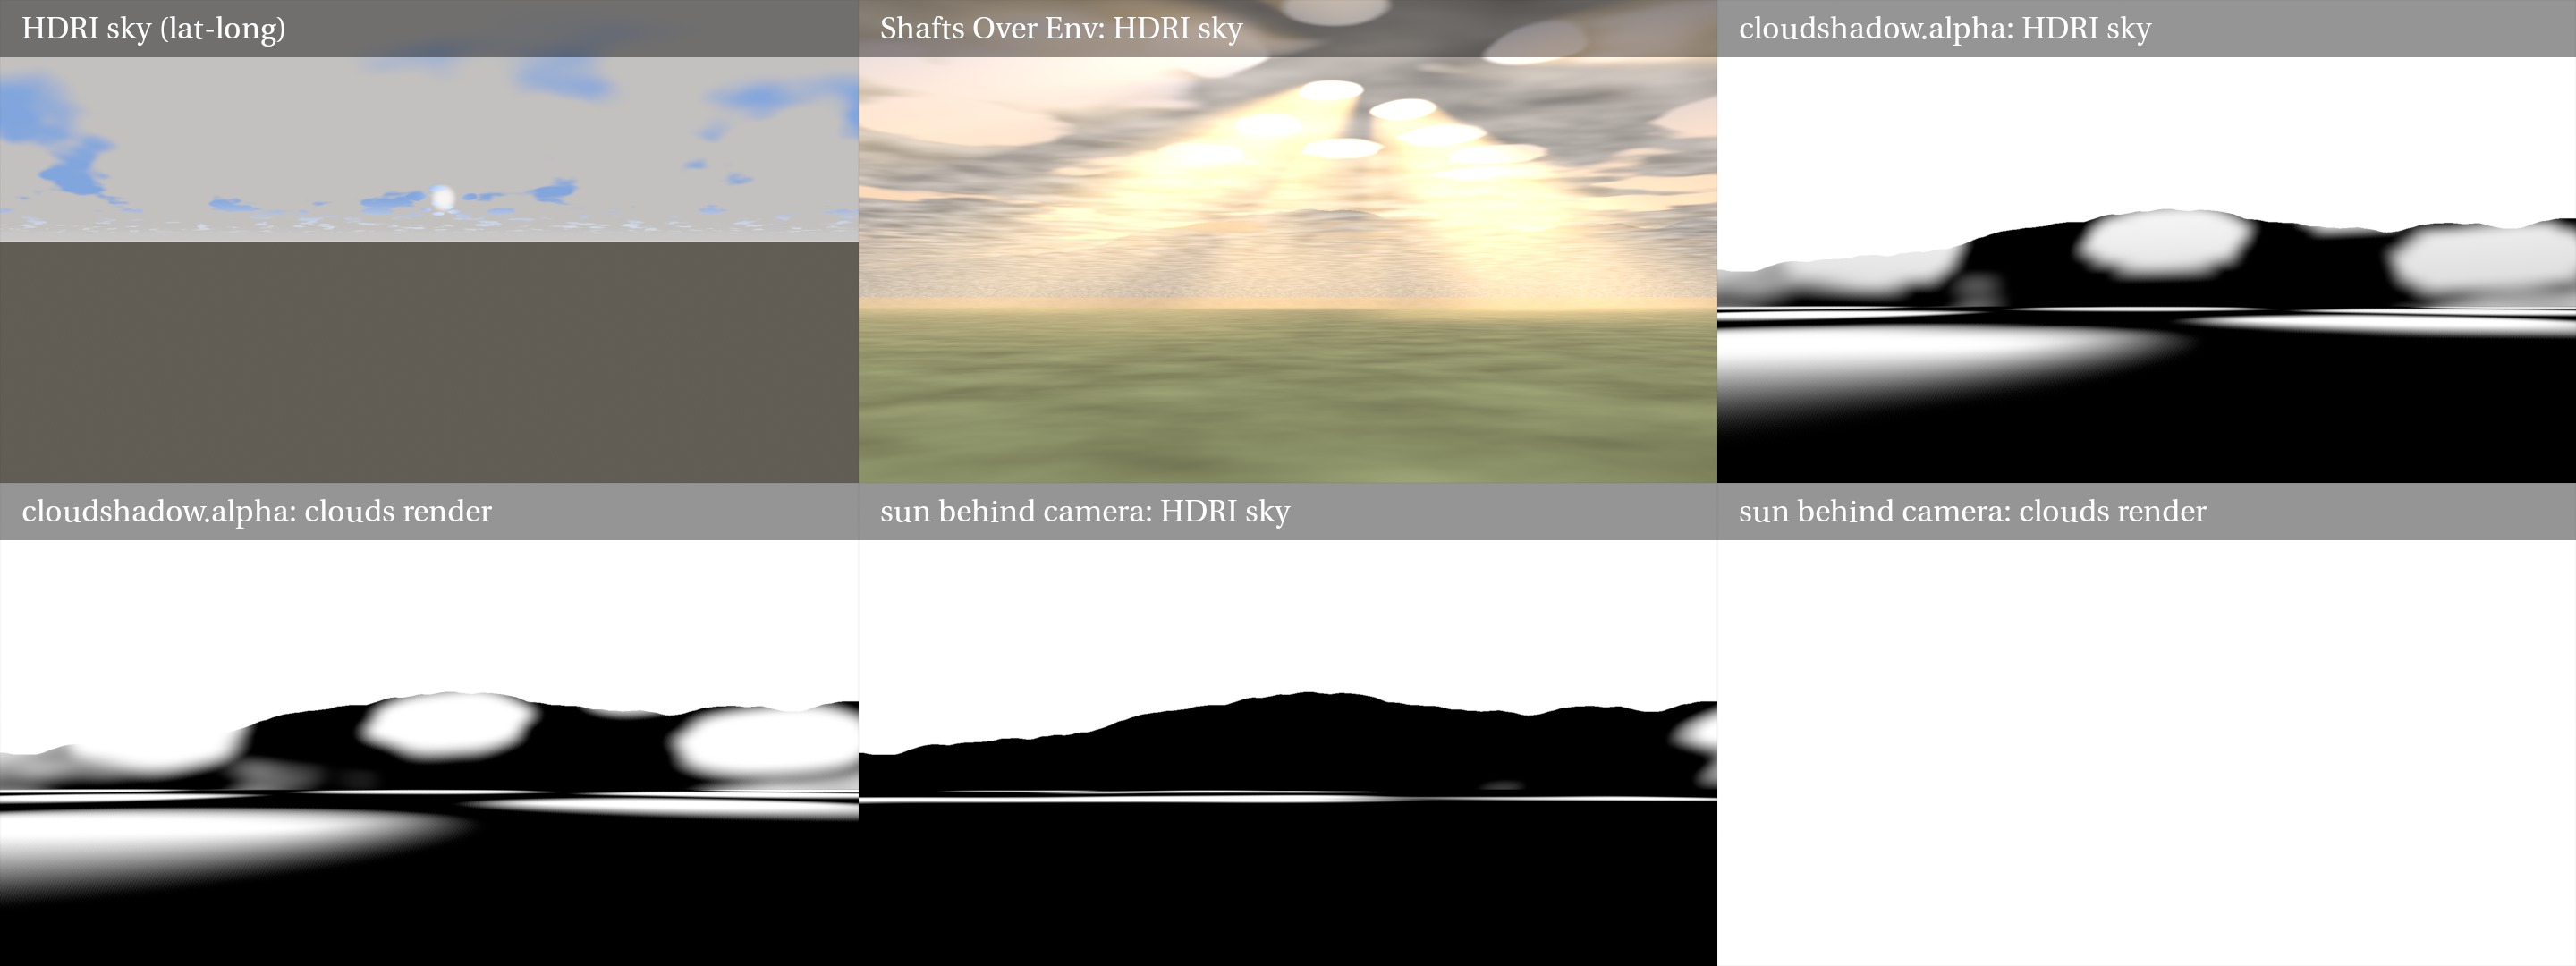 HDRI sky (lat-long)
Shafts Over Env: HDRI sky
cloudshadow.alpha: HDRI sky
cloudshadow.alpha: clouds render
sun behind camera: HDRI sky
sun behind camera: clouds render